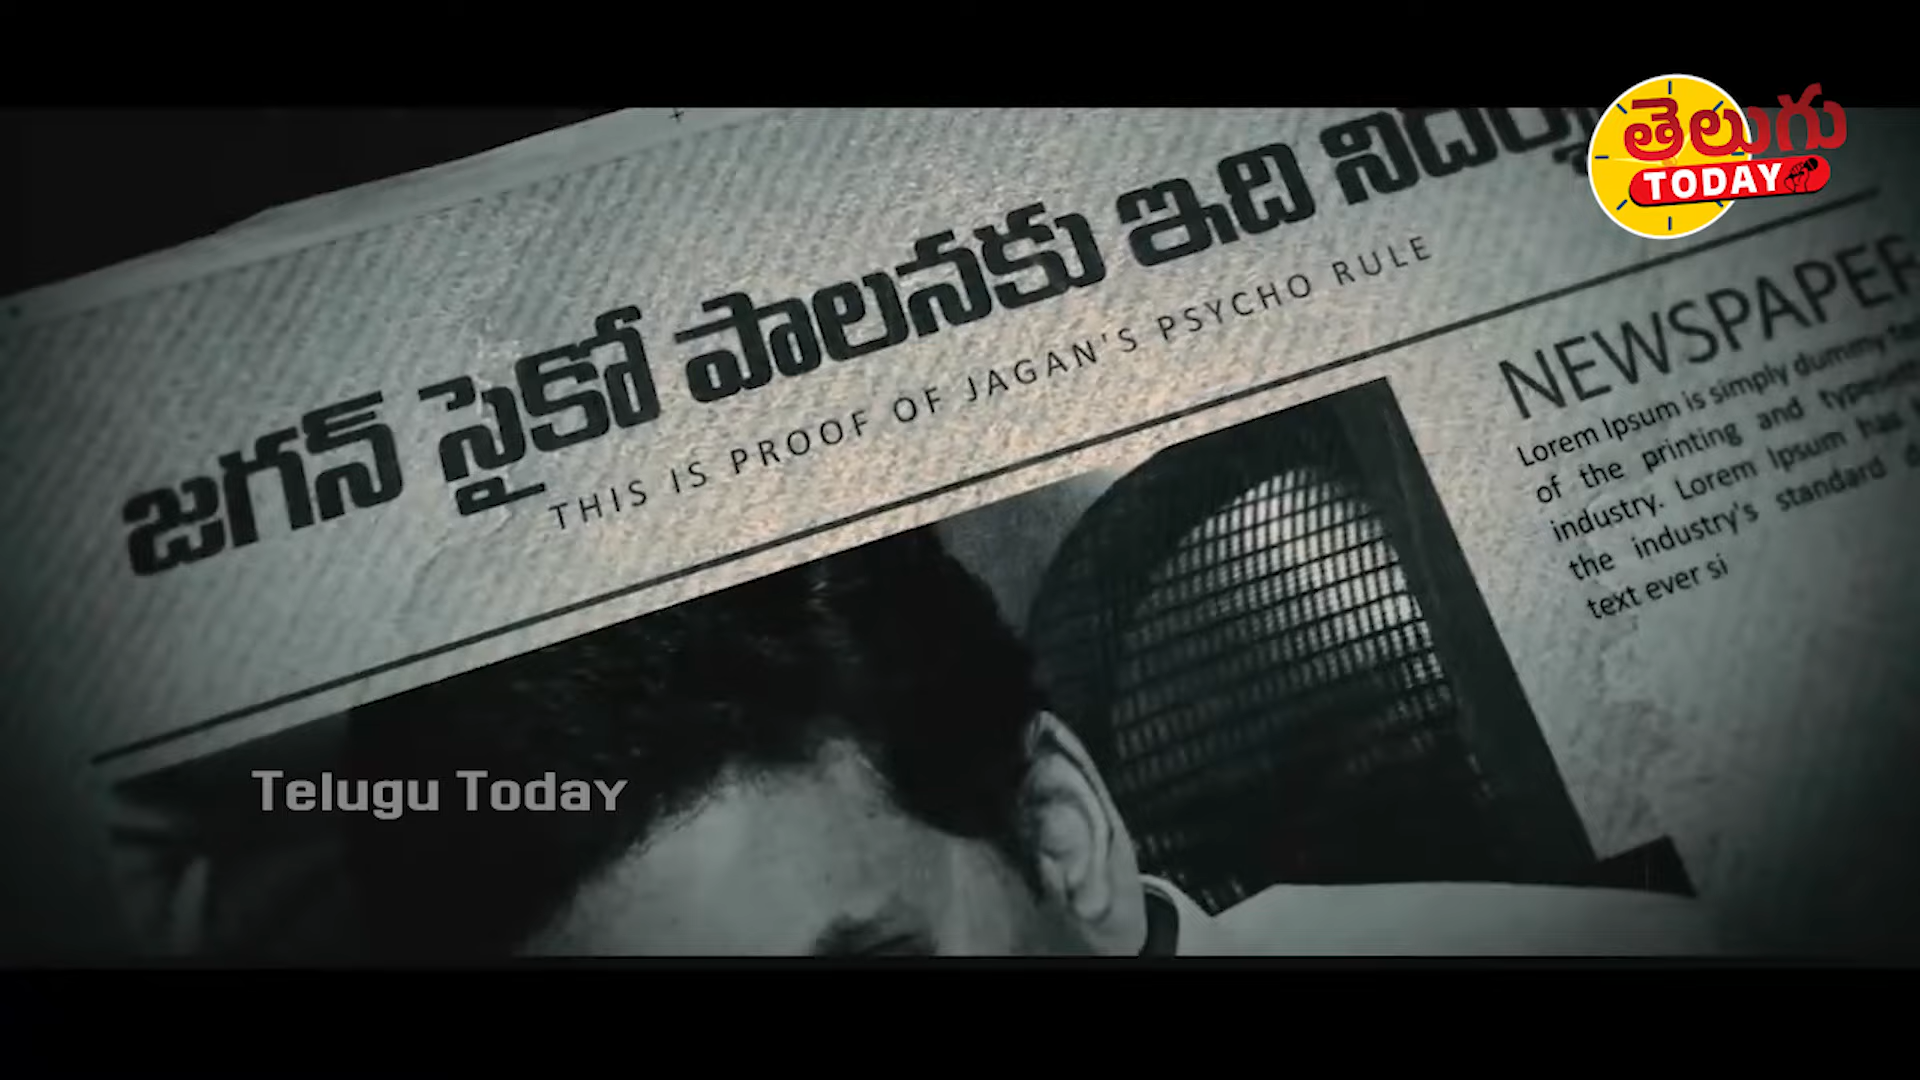 తెలుగు
TODAY
జగన్ సైకో పాలనకు ఇది
THIS IS PROOF OF JAGAN'S PSYCHO RULE
NEWSPAPER
Lorem Ipsum is simply dummy
of the printing and
industry. Lorem Ipsum has
the industry's standard
text ever si
Telugu Today